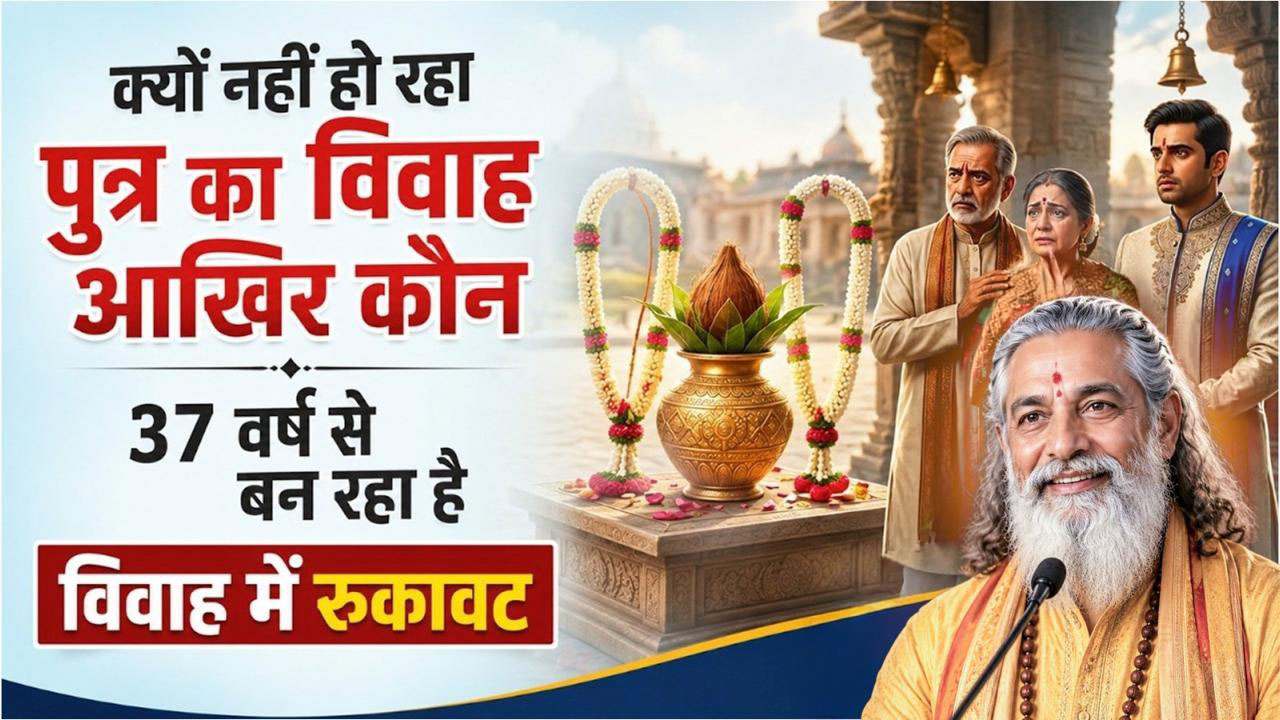 क्यों नहीं हो रहा
पुत्र का विवाह
आखिर कौन
37 वर्ष से
बन रहा है
विवाह में रुकावट